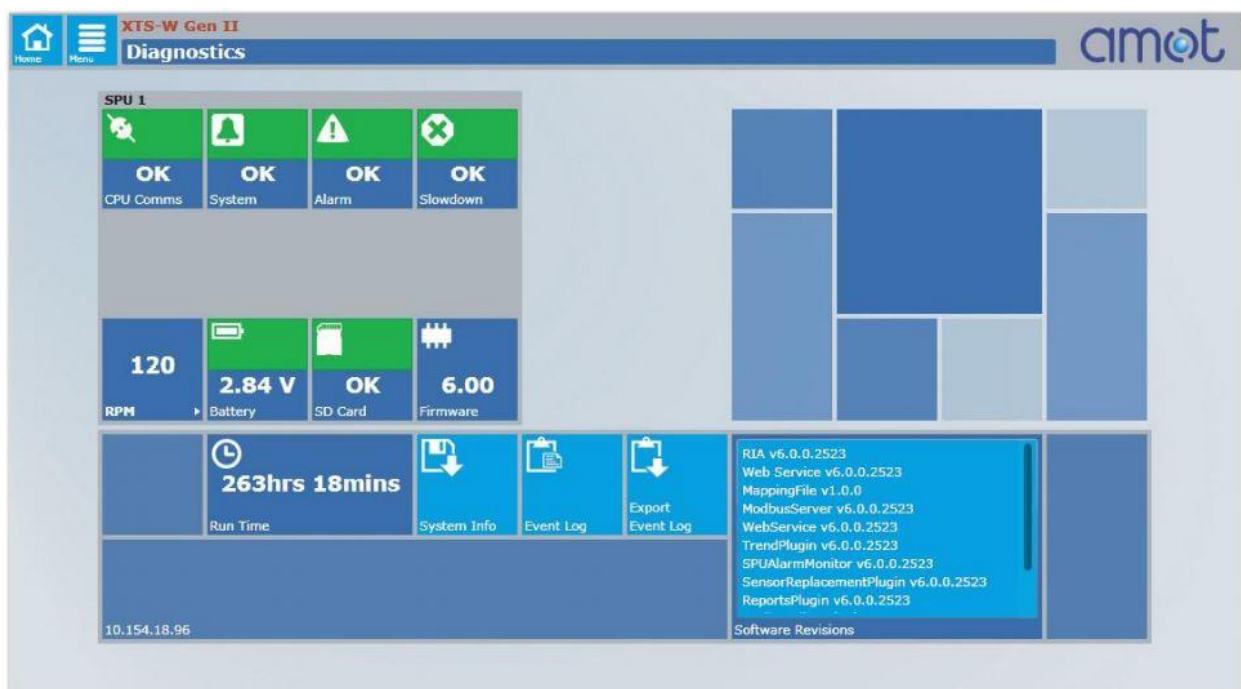 XTS-W Gen II
Home
Menu
Diagnostics
amot
SPU 1
OK
OK
OK
OK
CPU Comms
System
Alarm
Slowdown
120
2.84 V
OK
6.00
RPM
Battery
SD Card
Firmware
263hrs 18mins
Run Time
System Info
Event Log
Export
Event Log
RIA v6.0.0.2523
Web Service v6.0.0.2523
MappingFile v1.0.0
ModbusServer v6.0.0.2523
WebService v6.0.0.2523
TrendPlugin v6.0.0.2523
SPUAlarmMonitor v6.0.0.2523
SensorReplacementPlugin v6.0.0.2523
ReportsPlugin v6.0.0.2523
10.154.18.96
Software Revisions